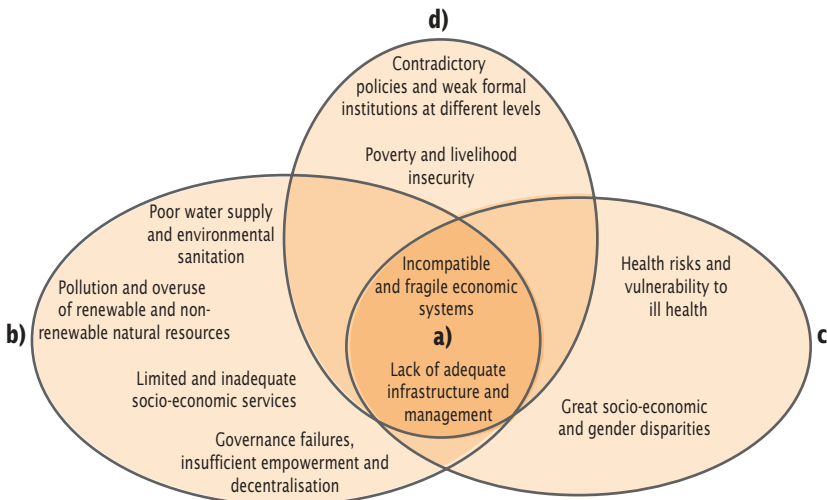 d)
Contradictory
policies and weak formal
institutions at different levels
Poverty and livelihood
insecurity
Poor water supply
and environmental
sanitation
Pollution and overuse
of renewable and non-
renewable natural resources
b)
Limited and inadequate
socio-economic services
Governance failures,
insufficient empowerment and
decentralisation
Incompatible
and fragile economic
systems
a)
Lack of adequate
infrastructure and
management
Health risks and
vulnerability to
ill health
c
Great socio-economic
and gender disparities